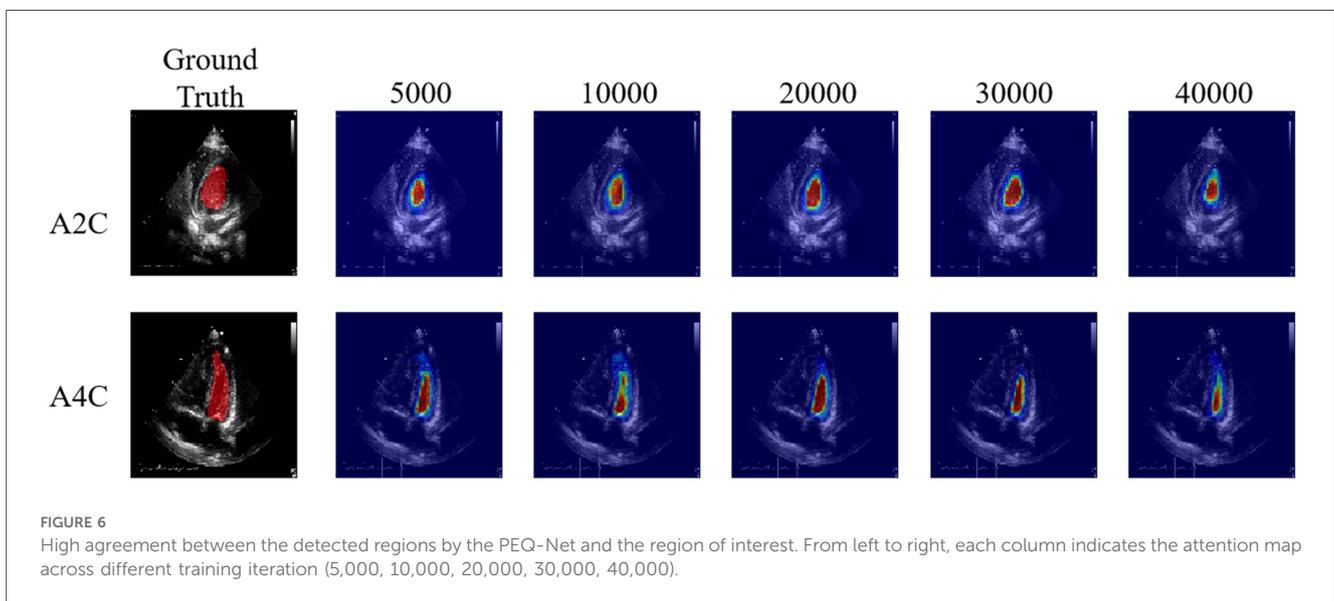 Ground
Truth
5000
10000
20000
30000
40000
A2C
A4C
FIGURE 6
High agreement between the detected regions by the PEQ-Net and the region of interest. From left to right, each column indicates the attention map
across different training iteration (5,000, 10,000, 20,000, 30,000, 40,000).